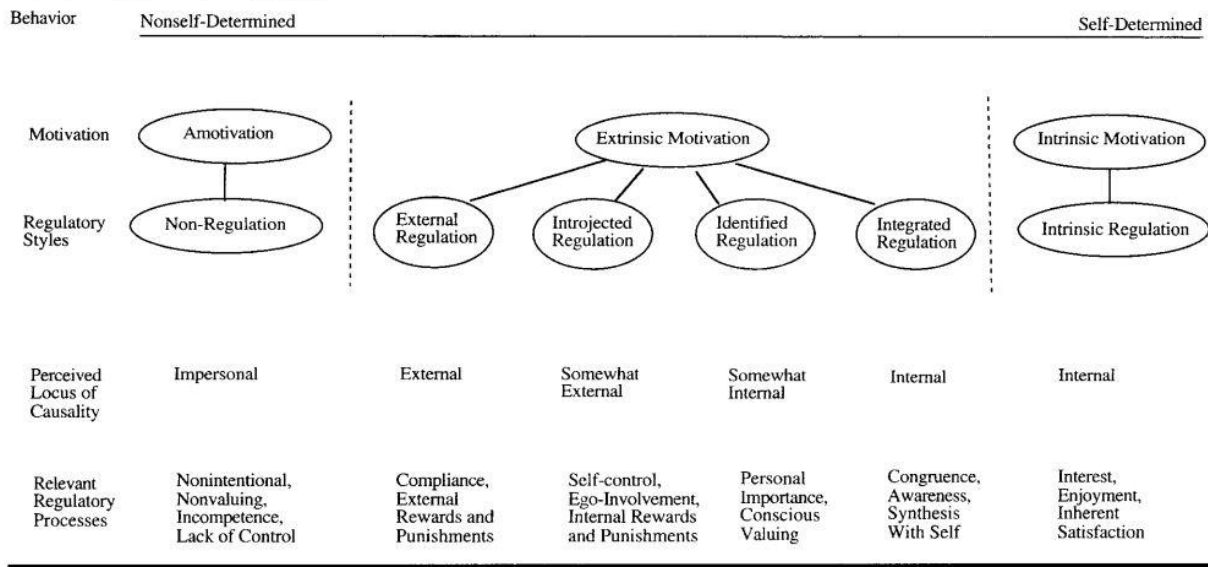 Behavior
Nonself-Determined
Self-Determined
Motivation
Amotivation
Extrinsic Motivation
Intrinsic Motivation
Regulatory
Styles
Non-Regulation
External
Regulation
Introjected
Regulation
Identified
Regulation
Integrated
Regulation
Intrinsic Regulation
Perceived
Locus of
Causality
Impersonal
External
Somewhat
External
Somewhat
Internal
Internal
Internal
Relevant
Regulatory
Processes
Nonintentional,
Nonvaluing,
Incompetence,
Lack of Control
Compliance,
External
Rewards and
Punishments
Self-control,
Ego-Involvement,
Internal Rewards
and Punishments
Personal
Importance,
Conscious
Valuing
Congruence,
Awareness,
Synthesis
With Self
Interest,
Enjoyment,
Inherent
Satisfaction